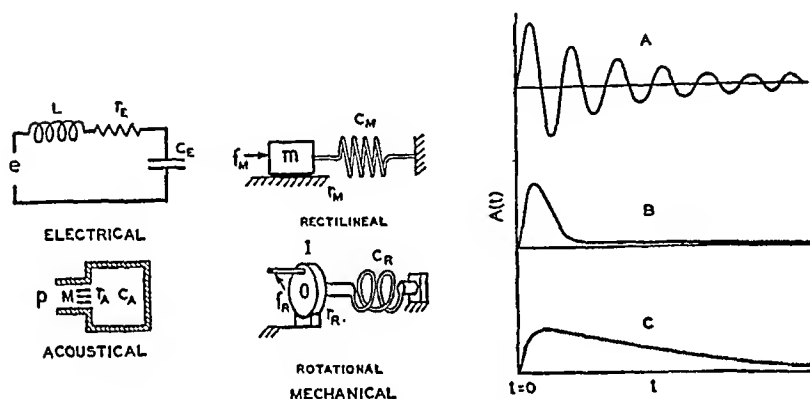 L r_E
e C_E
ELECTRICAL
p M r_A C_A
ACOUSTICAL
C_M
f_M m
r_M
RECTILINEAL
I C_R
f_R O r_R.
ROTATIONAL
MECHANICAL
A
B
A(t)
C
t=0 t